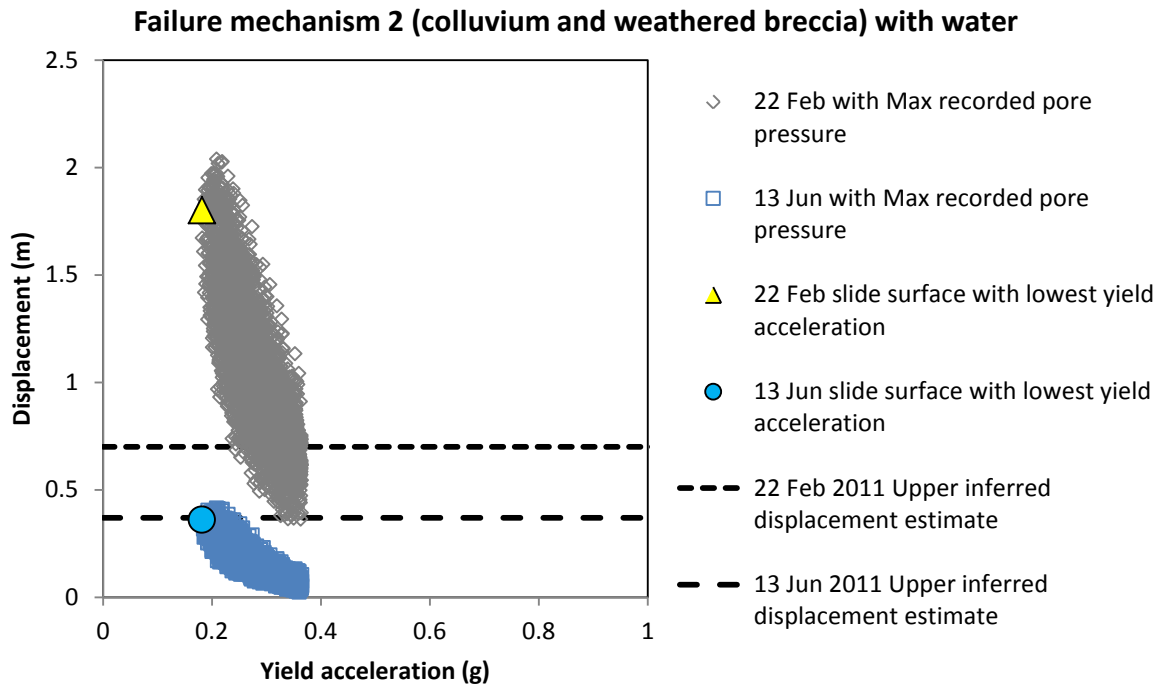 Failure mechanism 2 (colluvium and weathered breccia) with water
2.5
2
1.5
1
0.5
0
Displacement (m)
0
0.2
0.4
0.6
0.8
1
Yield acceleration (g)
22 Feb with Max recorded pore
pressure
13 Jun with Max recorded pore
pressure
22 Feb slide surface with lowest yield
acceleration
13 Jun slide surface with lowest yield
acceleration
22 Feb 2011 Upper inferred
displacement estimate
13 Jun 2011 Upper inferred
displacement estimate